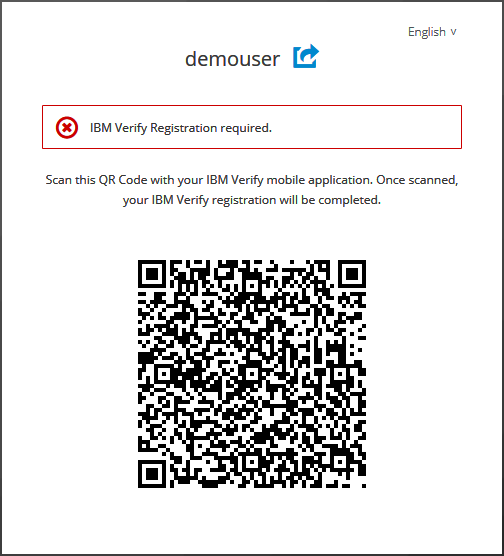 English v
demouser
IBM Verify Registration required.
Scan this QR Code with your IBM Verify mobile application. Once scanned,
your IBM Verify registration will be completed.